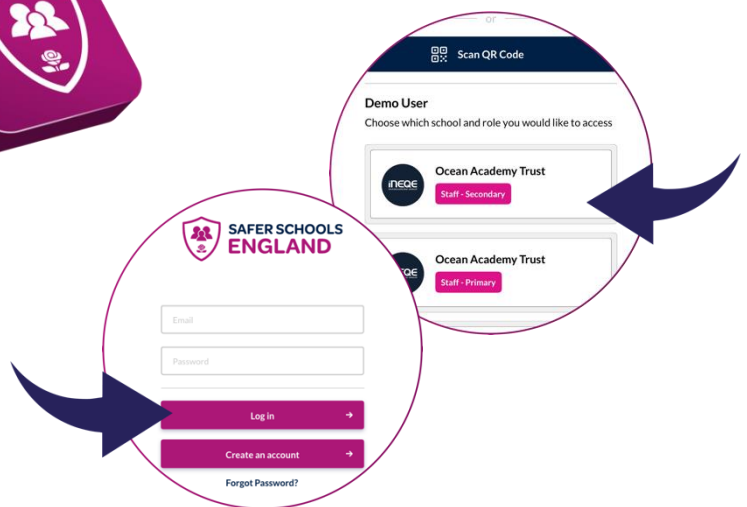 or
Scan QR Code
Demo User
Choose which school and role you would like to access
iNEQE
Ocean Academy Trust
Staff - Secondary
Ocean Academy Trust
Staff - Primary
SAFER SCHOOLS
ENGLAND
Email
Password
Log in
Create an account
Forgot Password?